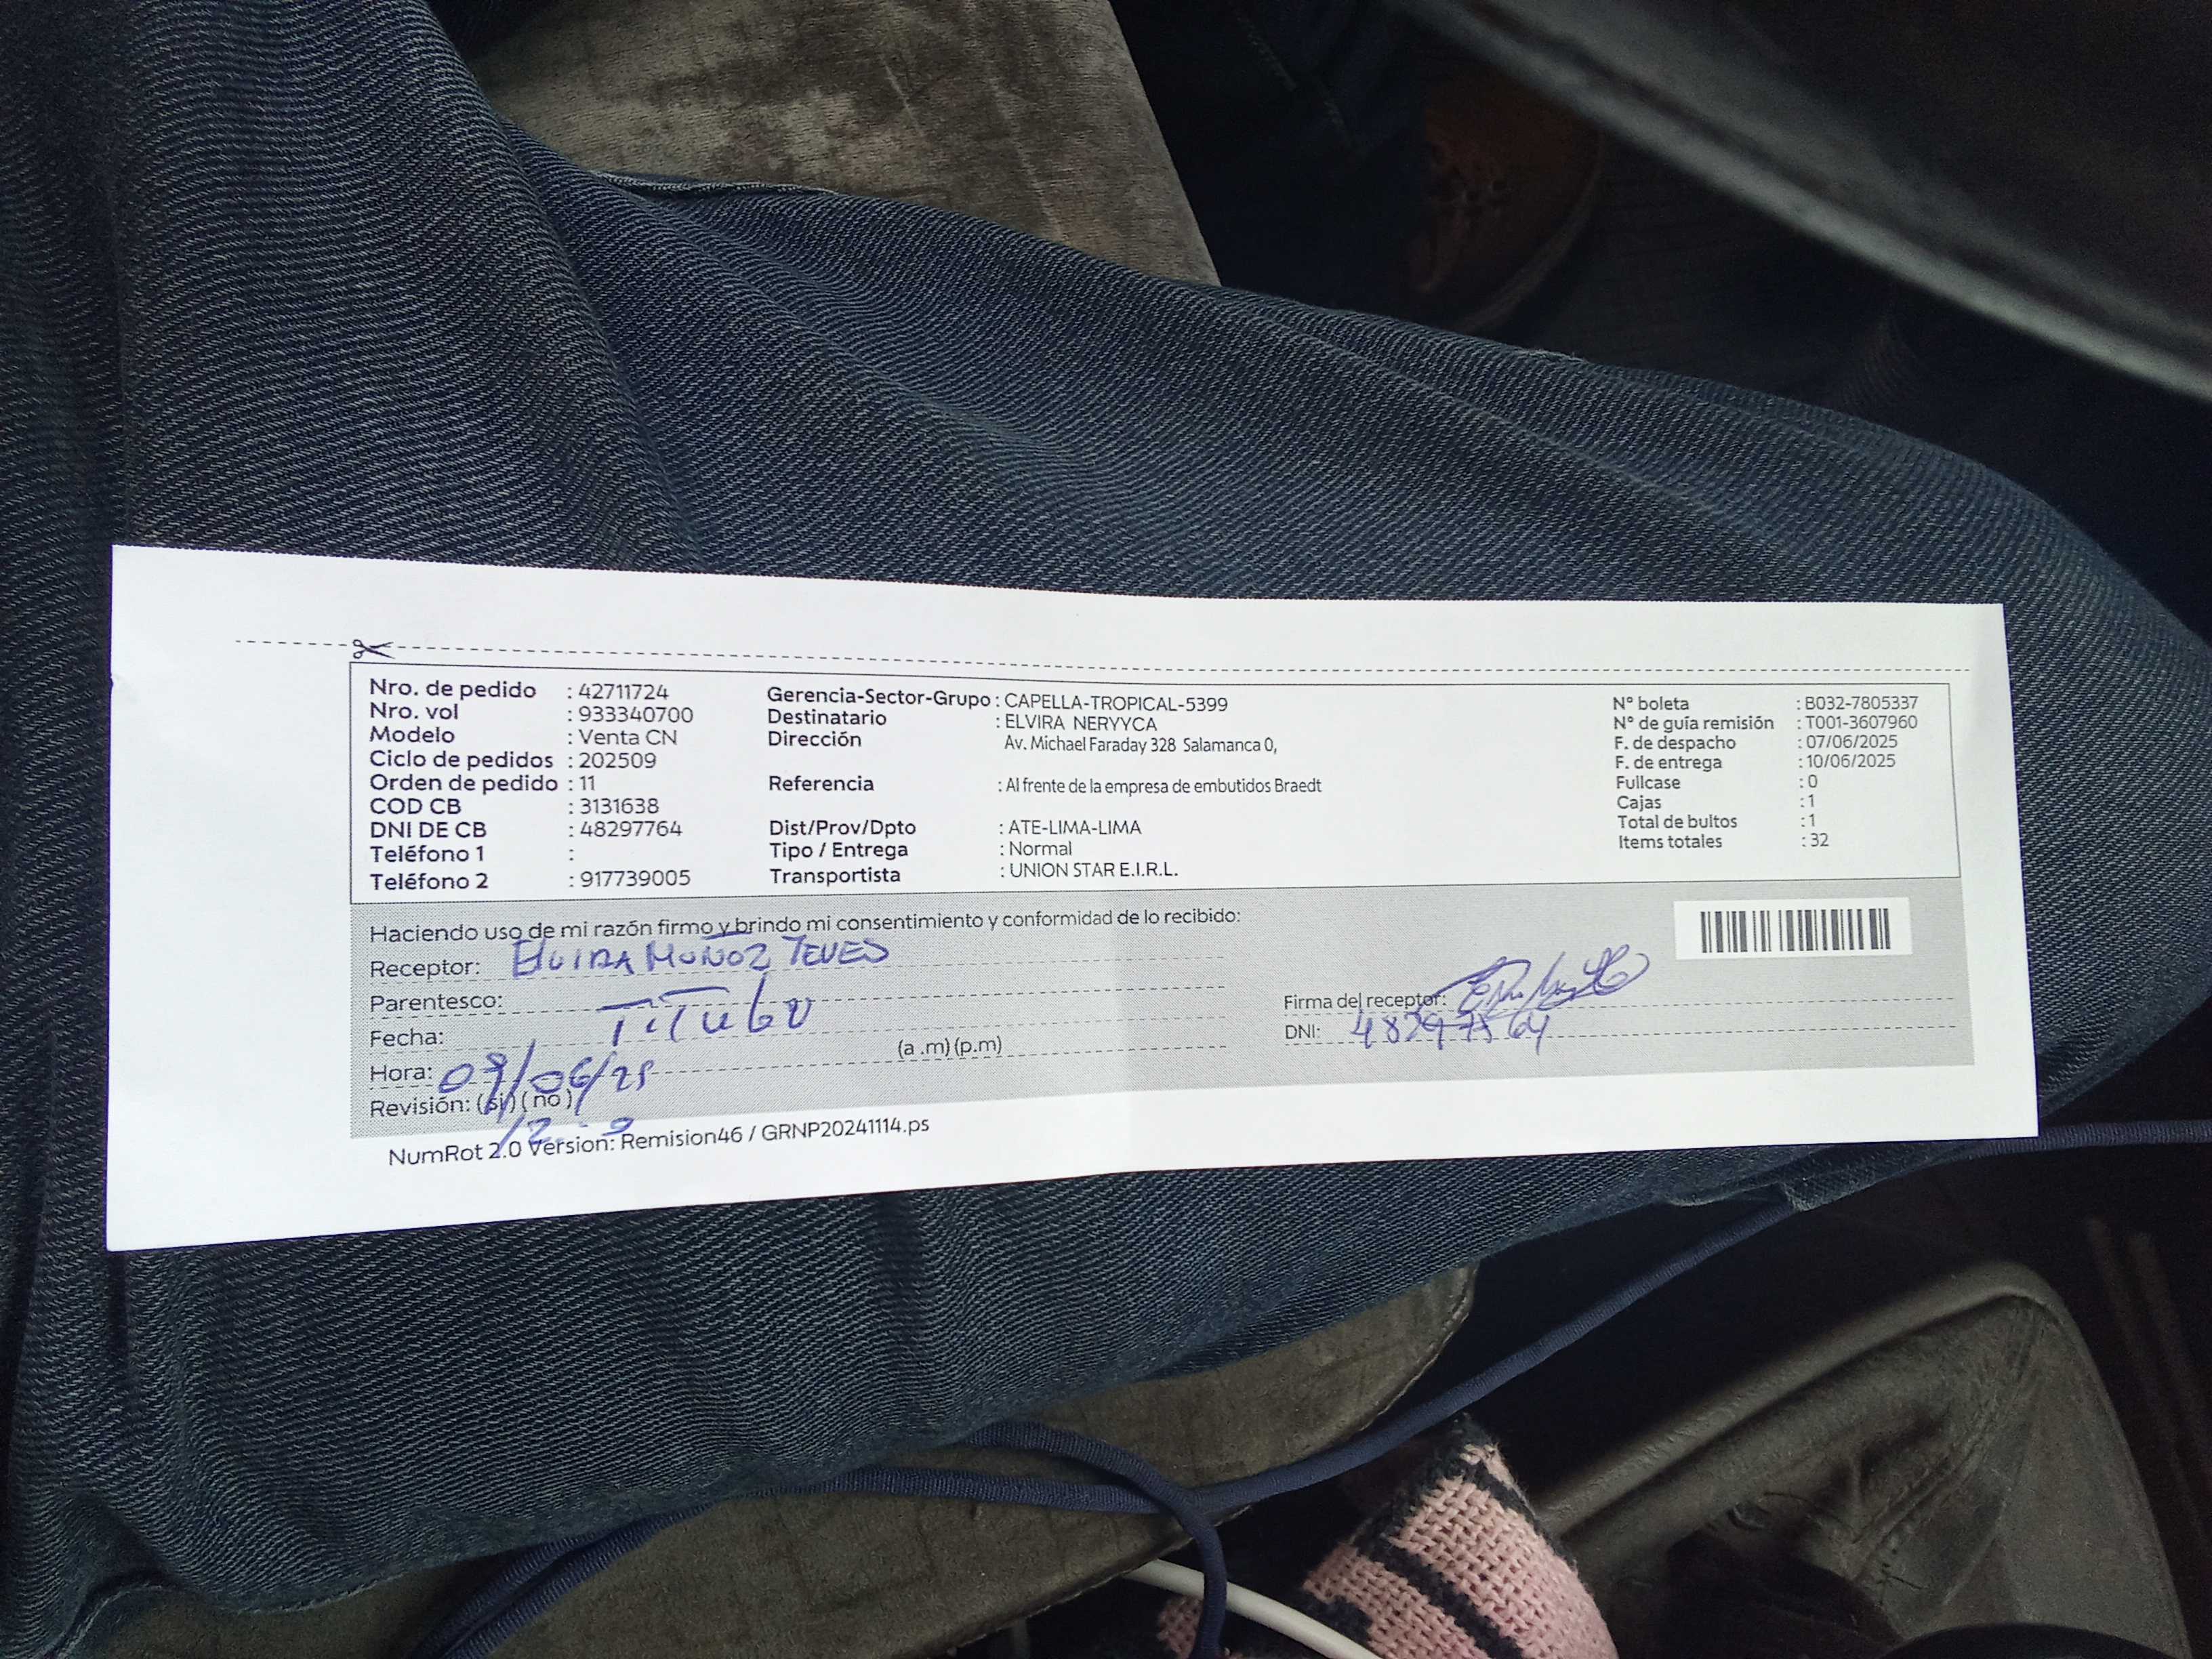 Nro. de pedido : 42711724
Nro. vol : 933340700
Modelo : Venta CN
Ciclo de pedidos : 202509
Orden de pedido : 11
COD CB : 3131638
DNI DE CB : 48297764
Teléfono 1 :
Teléfono 2 : 917739005
Gerencia-Sector-Grupo : CAPELLA-TROPICAL-5399
Destinatario : ELVIRA NERYYCA
Dirección Av. Michael Faraday 328 Salamanca 0,
Referencia : Al frente de la empresa de embutidos Braedt
Dist/Prov/Dpto : ATE-LIMA-LIMA
Tipo / Entrega : Normal
Transportista : UNION STAR E.I.R.L.
N° boleta : B032-7805337
N° de guía remisión : T001-3607960
F. de despacho : 07/06/2025
F. de entrega : 10/06/2025
Fullcase : 0
Cajas : 1
Total de bultos : 1
Items totales : 32
Haciendo uso de mi razón firmo y brindo mi consentimiento y conformidad de lo recibido:
Receptor: ELVIRA MUÑOZ TEVES
Parentesco:
TiTULO
Fecha:
(a .m) (p.m)
Hora: 09/06/25
Revisión: (si) ( no )
Firma del receptor:
DNI:
NumRot 2.0 Version: Remision46 / GRNP20241114.ps